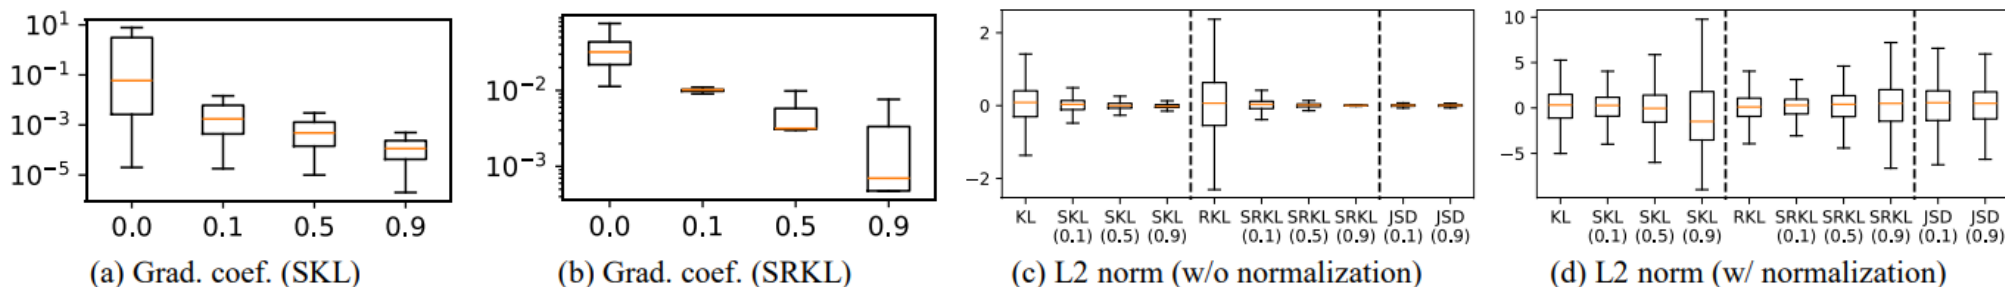 10^1
10^-1
10^-3
10^-5
0.0 0.1 0.5 0.9
(a) Grad. coef. (SKL)
10^-2
10^-3
0.0 0.1 0.5 0.9
(b) Grad. coef. (SRKL)
2
0
−2
KL SKL SKL SKL RKL SRKL SRKL SRKL JSD JSD
(0.1) (0.5) (0.9) (0.1) (0.5) (0.9) (0.1) (0.9)
(c) L2 norm (w/o normalization)
10
5
0
−5
KL SKL SKL SKL RKL SRKL SRKL SRKL JSD JSD
(0.1) (0.5) (0.9) (0.1) (0.5) (0.9) (0.1) (0.9)
(d) L2 norm (w/ normalization)